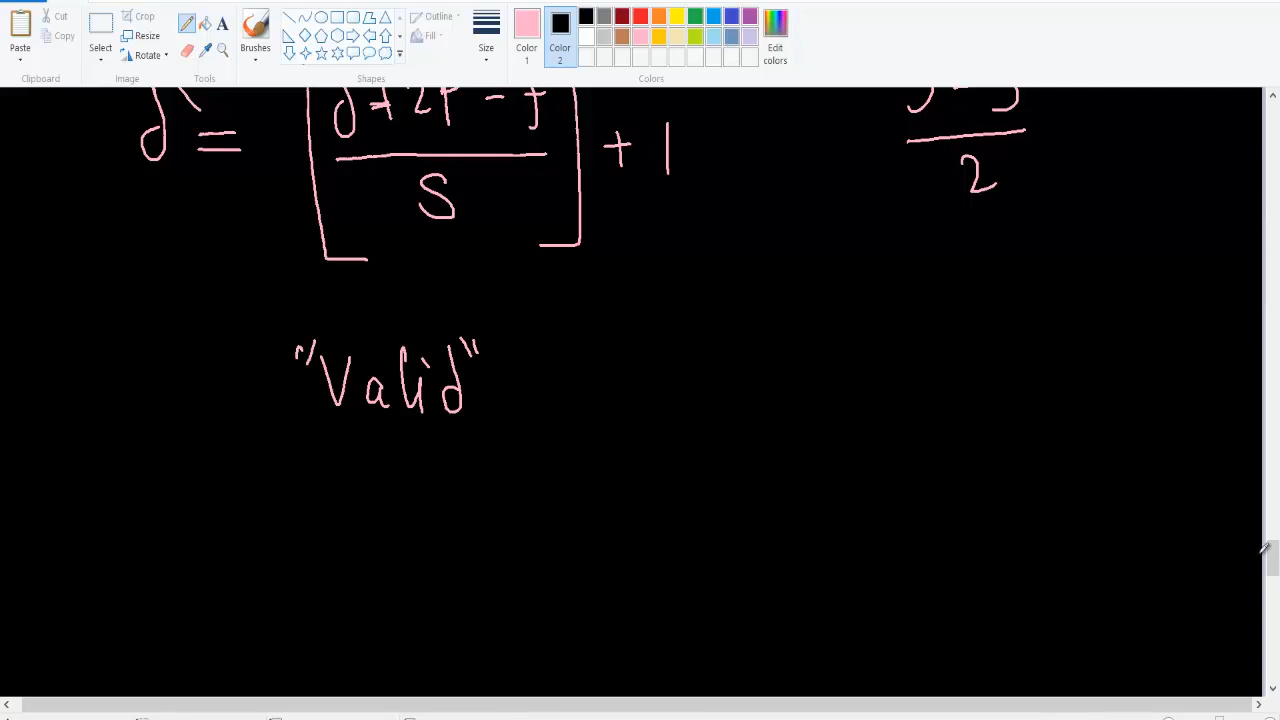 Cut
Copy
Paste
Clipboard
Crop
Resize
Rotate
Select
Image
A
Tools
Brushes
Outline
Fill
Shapes
Size
Color 1
Color 2
Edit colors
Colors
= [ / S ] + 1
2
"Valid"